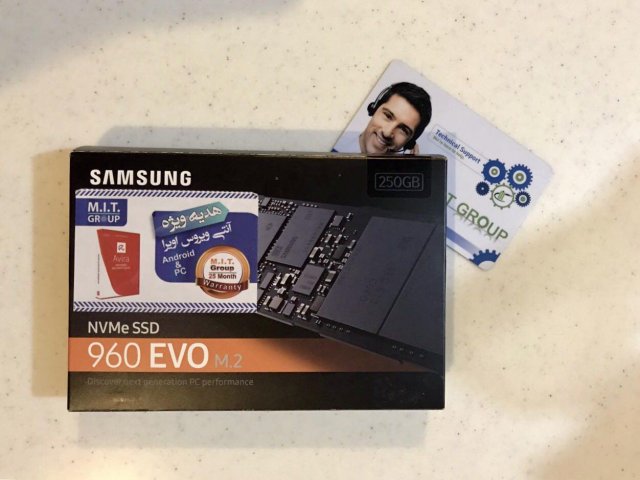 SAMSUNG
250GB
M.I.T.
GROUP
هدیه ویژه
آنتی ویروس اویرا
Android
&
PC
Avira
M.I.T.
Group
25 Month
Warranty
NVMe SSD
960 EVO M.2
Discover next generation PC performance
Technical Support
T GROUP